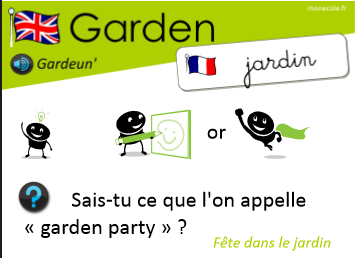 monecole.fr
Garden
Gardeun'
jardin
or
?
Sais-tu ce que l'on appelle
« garden party » ?
Fête dans le jardin